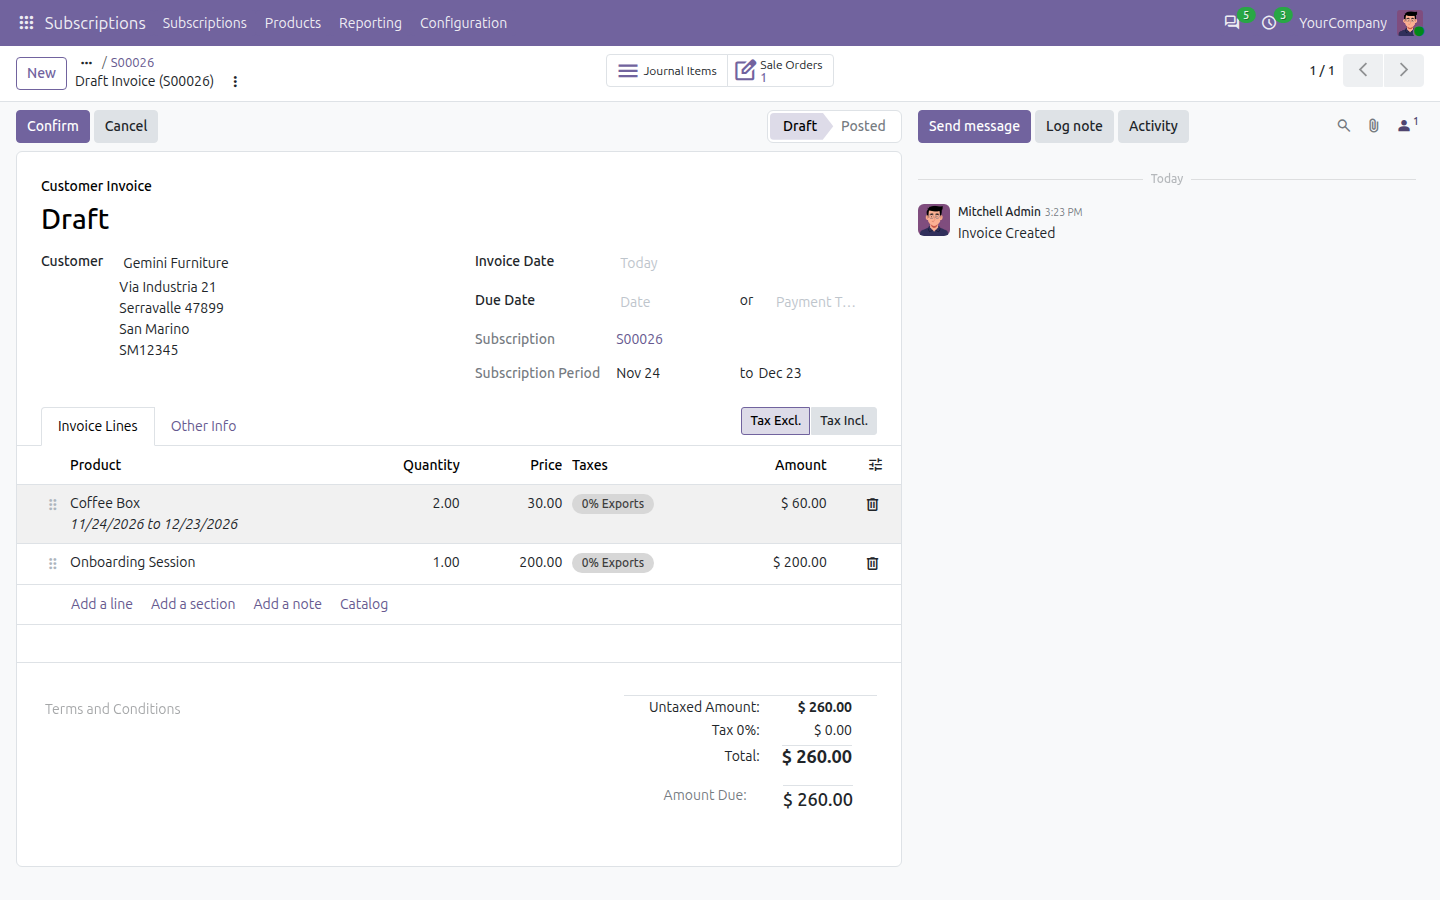 Subscriptions Subscriptions Products Reporting Configuration 5 3 YourCompany
New ••• / S00026
Draft Invoice (S00026)
Journal Items
Sale Orders
1
1 / 1
Confirm Cancel Draft Posted
Send message Log note Activity 1
Customer Invoice
Draft
Customer Gemini Furniture
Via Industria 21
Serravalle 47899
San Marino
SM12345
Invoice Date Today
Due Date Date or Payment T...
Subscription S00026
Subscription Period Nov 24 to Dec 23
Invoice Lines Other Info Tax Excl. Tax Incl.
Product Quantity Price Taxes Amount
Coffee Box 2.00 30.00 0% Exports $ 60.00
11/24/2026 to 12/23/2026
Onboarding Session 1.00 200.00 0% Exports $ 200.00
Add a line Add a section Add a note Catalog
Terms and Conditions
Untaxed Amount: $ 260.00
Tax 0%: $ 0.00
Total: $ 260.00
Amount Due: $ 260.00
Today
Mitchell Admin 3:23 PM
Invoice Created